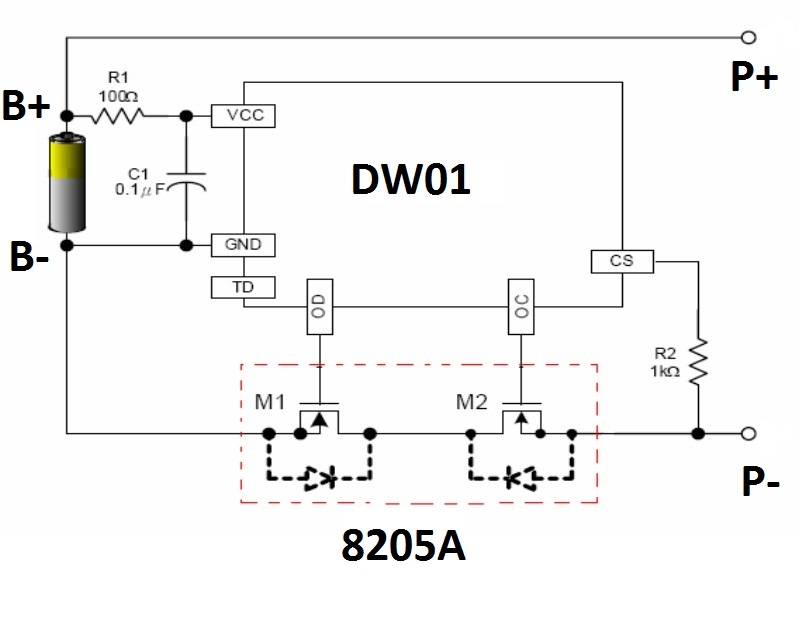 P+
R1
100Ω
B+
VCC
C1
0.1μF
DW01
B-
GND
TD
CS
OD
OC
R2
1kΩ
M1
M2
P-
8205A